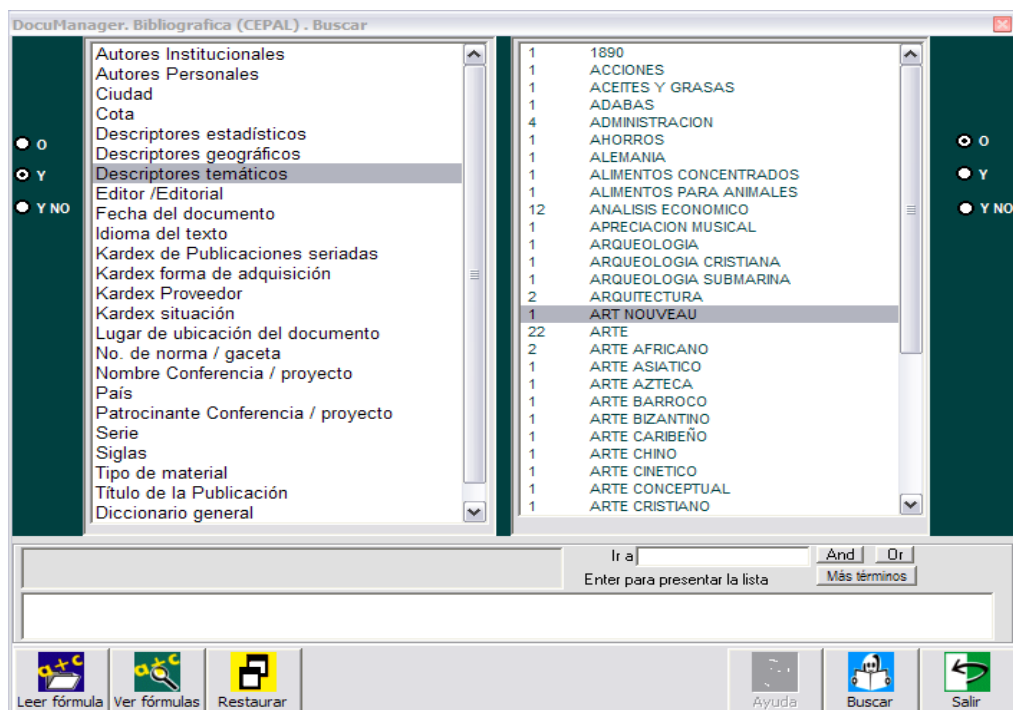 DocuManager. Bibliografica (CEPAL) . Buscar
O
Y
Y NO
Autores Institucionales
Autores Personales
Ciudad
Cota
Descriptores estadísticos
Descriptores geográficos
Descriptores temáticos
Editor /Editorial
Fecha del documento
Idioma del texto
Kardex de Publicaciones seriadas
Kardex forma de adquisición
Kardex Proveedor
Kardex situación
Lugar de ubicación del documento
No. de norma / gaceta
Nombre Conferencia / proyecto
País
Patrocinante Conferencia / proyecto
Serie
Siglas
Tipo de material
Título de la Publicación
Diccionario general
1 1890
1 ACCIONES
1 ACEITES Y GRASAS
1 ADABAS
4 ADMINISTRACION
1 AHORROS
1 ALEMANIA
1 ALIMENTOS CONCENTRADOS
1 ALIMENTOS PARA ANIMALES
12 ANALISIS ECONOMICO
1 APRECIACION MUSICAL
1 ARQUEOLOGIA
1 ARQUEOLOGIA CRISTIANA
1 ARQUEOLOGIA SUBMARINA
2 ARQUITECTURA
1 ART NOUVEAU
22 ARTE
2 ARTE AFRICANO
1 ARTE ASIATICO
1 ARTE AZTECA
1 ARTE BARROCO
1 ARTE BIZANTINO
1 ARTE CARIBEÑO
1 ARTE CHINO
1 ARTE CINETICO
1 ARTE CONCEPTUAL
1 ARTE CRISTIANO
O
Y
Y NO
Ir a
And Or
Enter para presentar la lista
Más términos
a+c
a+c
Leer fórmula Ver fórmulas Restaurar Ayuda Buscar Salir